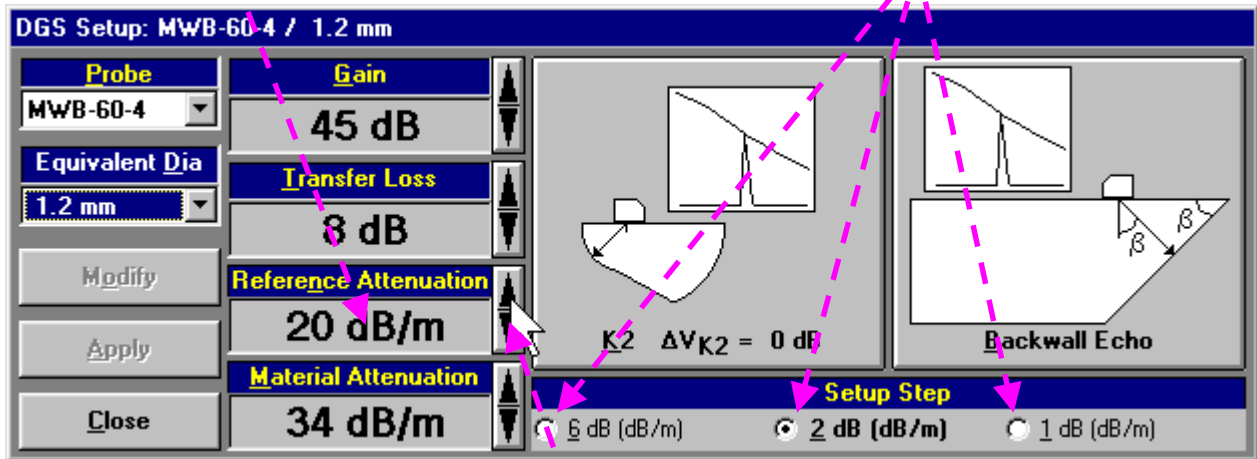 DGS Setup: MWB-60-4 / 1.2 mm
Probe
MWB-60-4
Equivalent Dia
1.2 mm
Modify
Apply
Close
Gain
45 dB
Transfer Loss
8 dB
Reference Attenuation
20 dB/m
Material Attenuation
34 dB/m
K2 ΔVK2 = 0 dB
β
β
Backwall Echo
Setup Step
6 dB (dB/m) 2 dB (dB/m) 1 dB (dB/m)